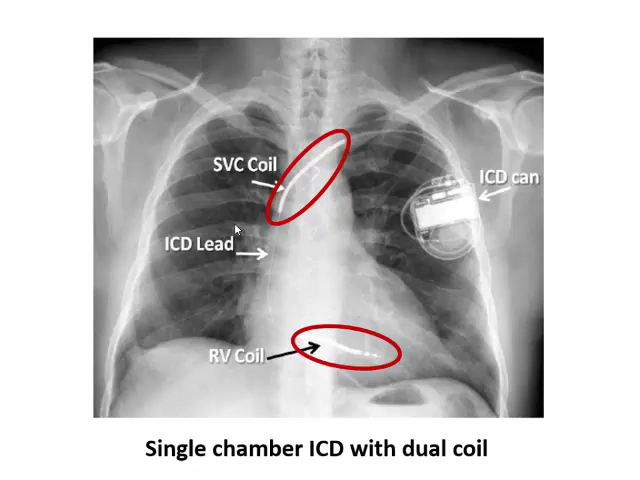 SVC Coil
ICD can
ICD Lead
RV Coil
Single chamber ICD with dual coil